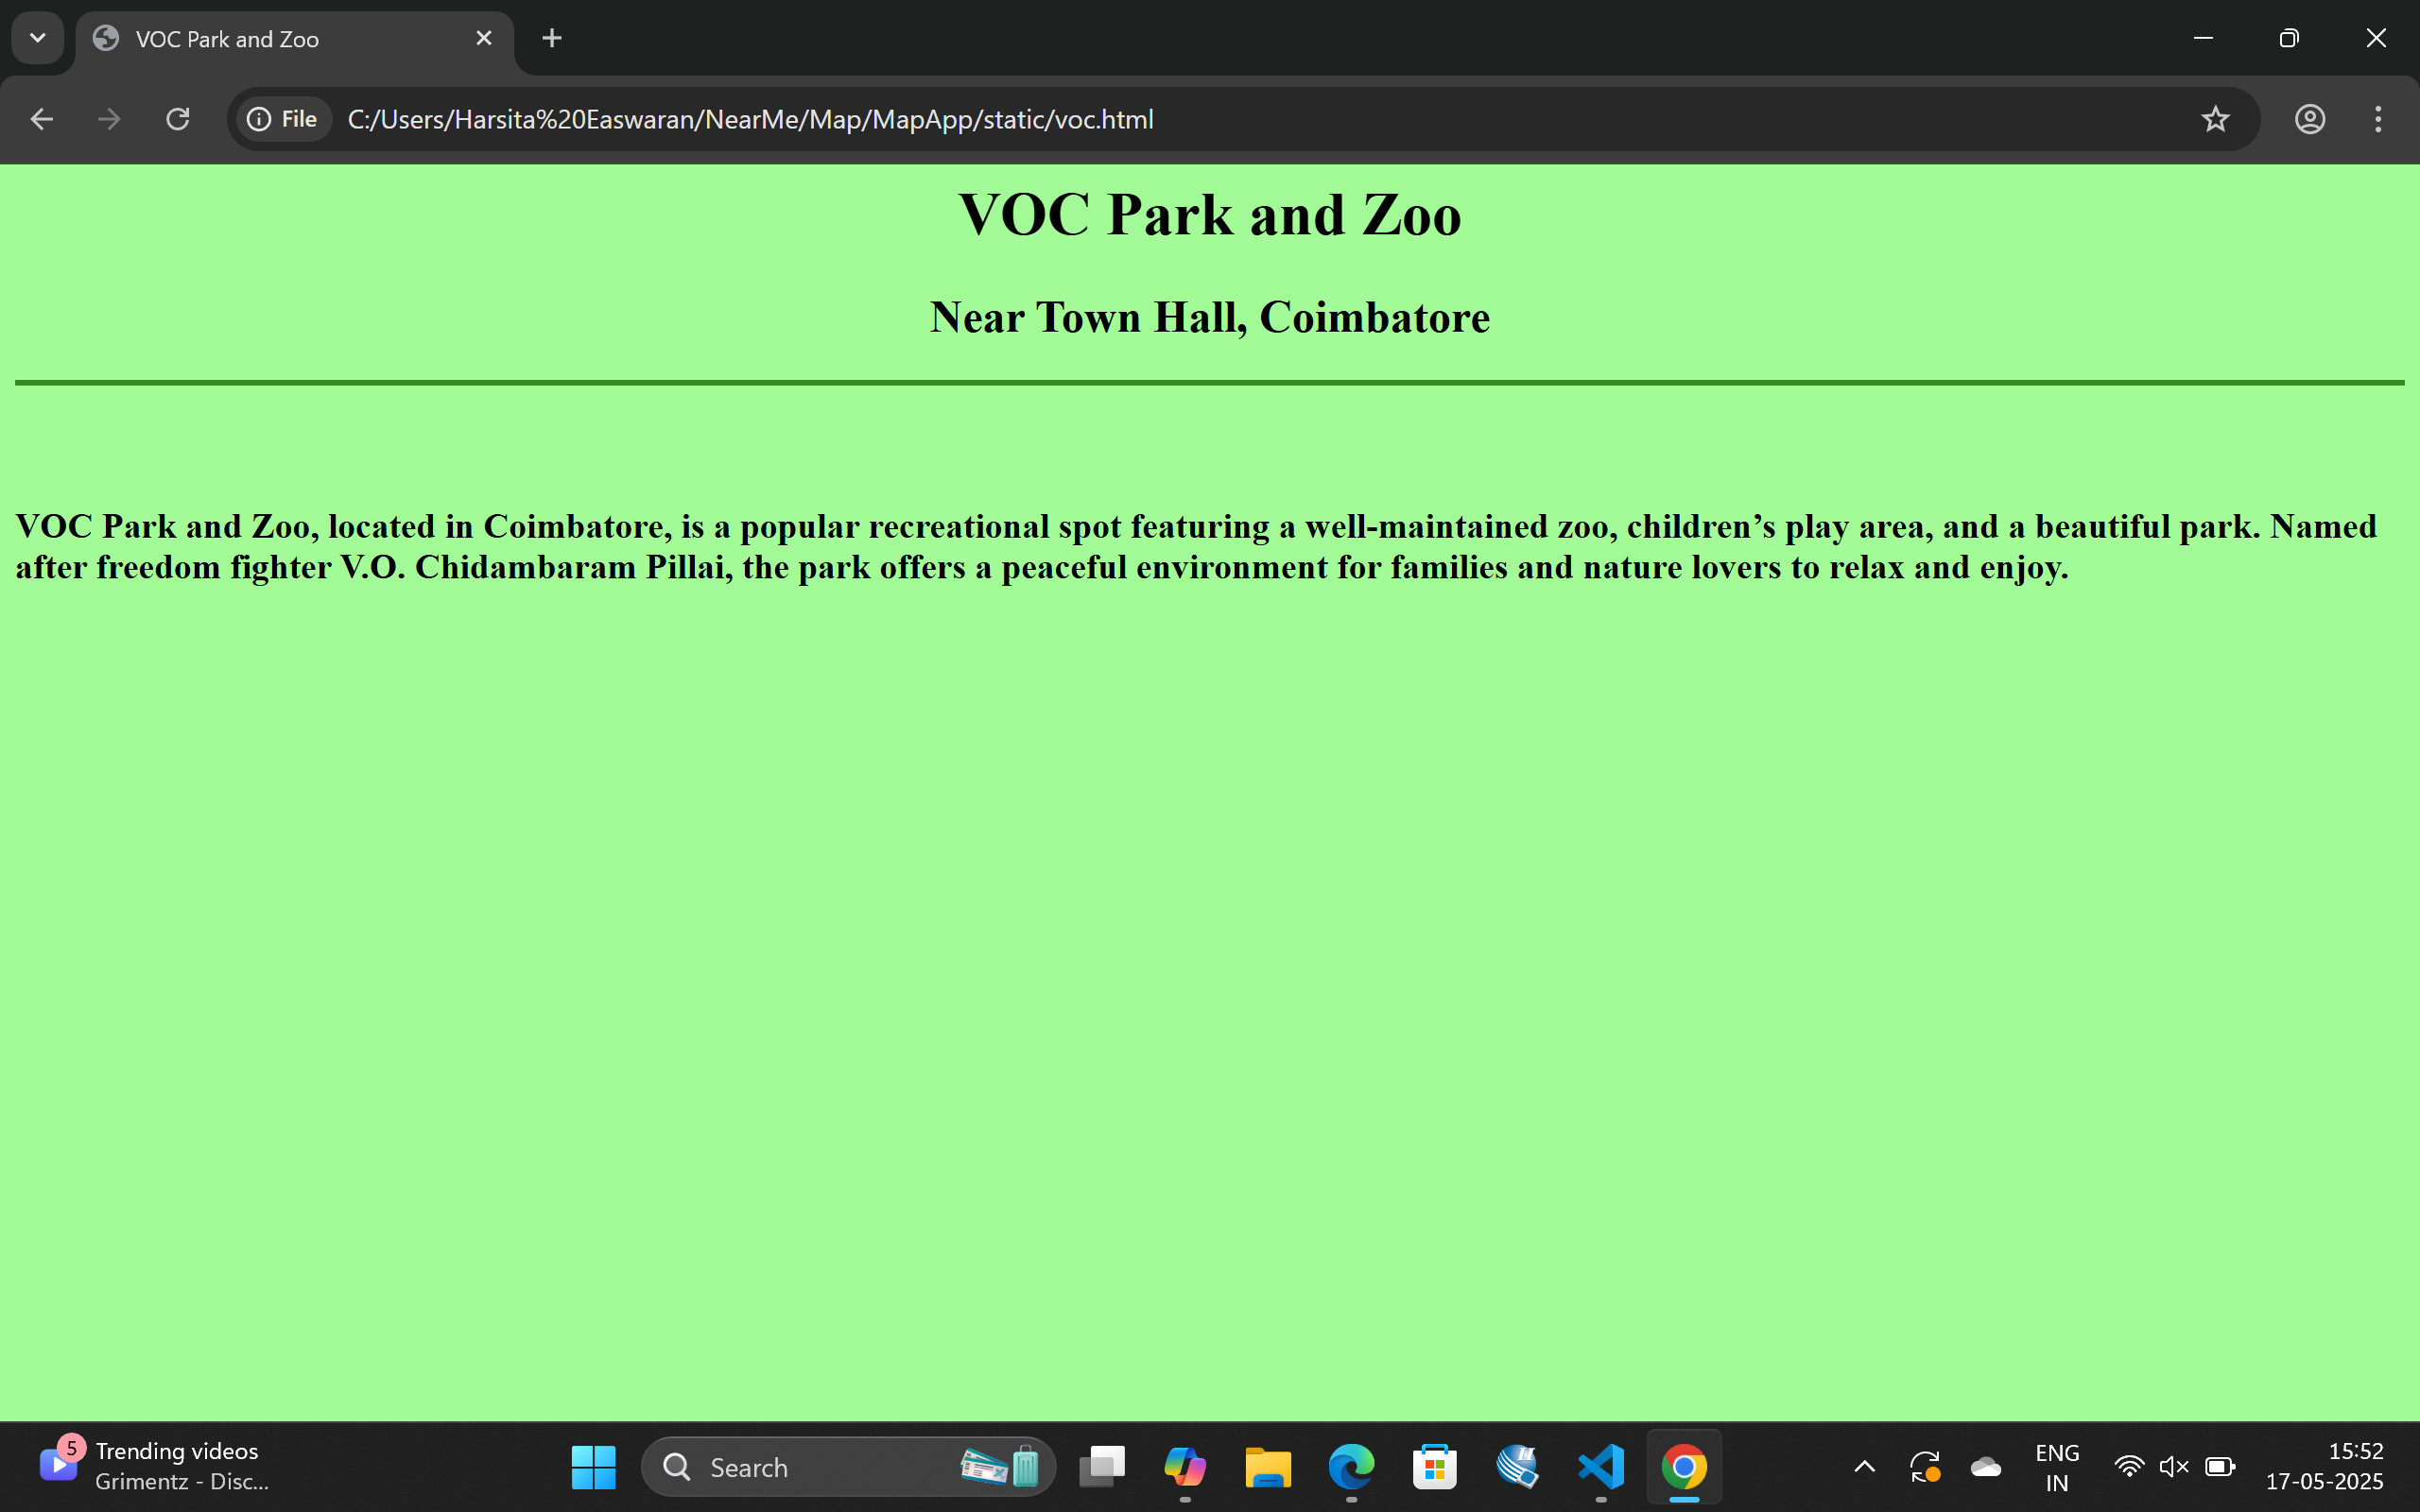 VOC Park and Zoo
File
C:/Users/Harsita%20Easwaran/NearMe/Map/MapApp/static/voc.html
VOC Park and Zoo
Near Town Hall, Coimbatore
VOC Park and Zoo, located in Coimbatore, is a popular recreational spot featuring a well-maintained zoo, children’s play area, and a beautiful park. Named
after freedom fighter V.O. Chidambaram Pillai, the park offers a peaceful environment for families and nature lovers to relax and enjoy.
5
Trending videos
Grimentz - Disc...
Search
ENG
IN
15:52
17-05-2025